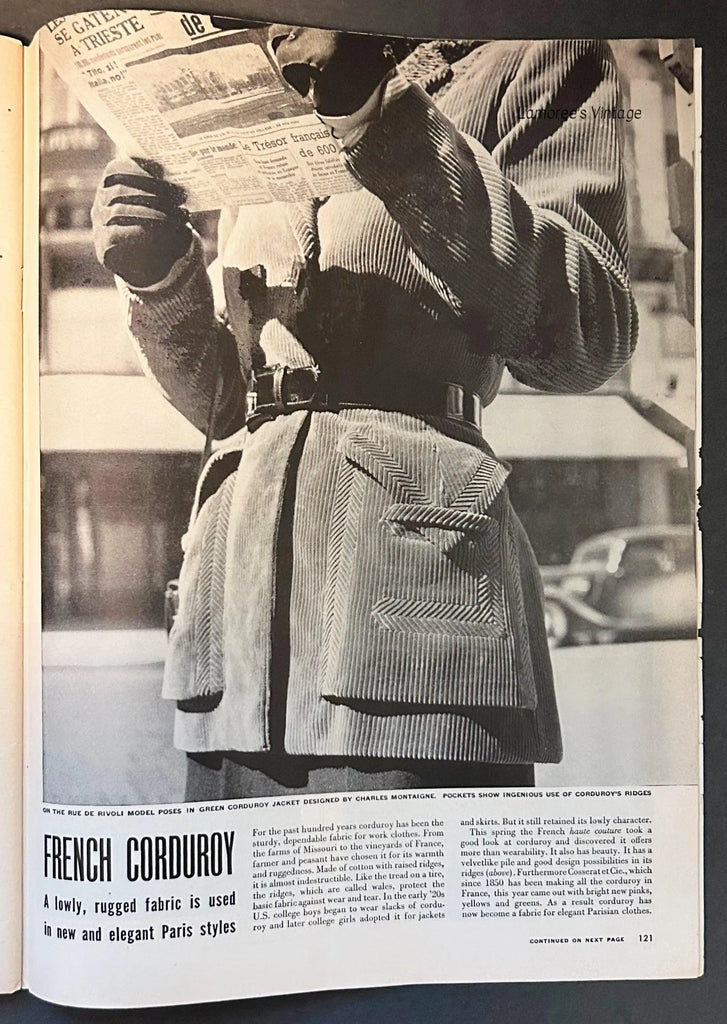 SE GATEN
A TRIESTE
de
"Tito, si!
Italia, no!"
par le monde
Le Trésor français
de 600
Lamoree's Vintage
ON THE RUE DE RIVOLI MODEL POSES IN GREEN CORDUROY JACKET DESIGNED BY CHARLES MONTAIGNE. POCKETS SHOW INGENIOUS USE OF CORDUROY'S RIDGES
FRENCH CORDUROY
A lowly, rugged fabric is used
in new and elegant Paris styles
For the past hundred years corduroy has been the
sturdy, dependable fabric for work clothes. From
the farms of Missouri to the vineyards of France,
farmer and peasant have chosen it for its warmth
and ruggedness. Made of cotton with raised ridges,
it is almost indestructible. Like the tread on a tire,
the ridges, which are called wales, protect the
basic fabric against wear and tear. In the early '20s
U.S. college boys began to wear slacks of cordu-
roy and later college girls adopted it for jackets
and skirts. But it still retained its lowly character.
This spring the French haute couture took a
good look at corduroy and discovered it offers
more than wearability. It also has beauty. It has a
velvetlike pile and good design possibilities in its
ridges (above). Furthermore Cosserat et Cie., which
since 1850 has been making all the corduroy in
France, this year came out with bright new pinks,
yellows and greens. As a result corduroy has
now become a fabric for elegant Parisian clothes.
CONTINUED ON NEXT PAGE 121